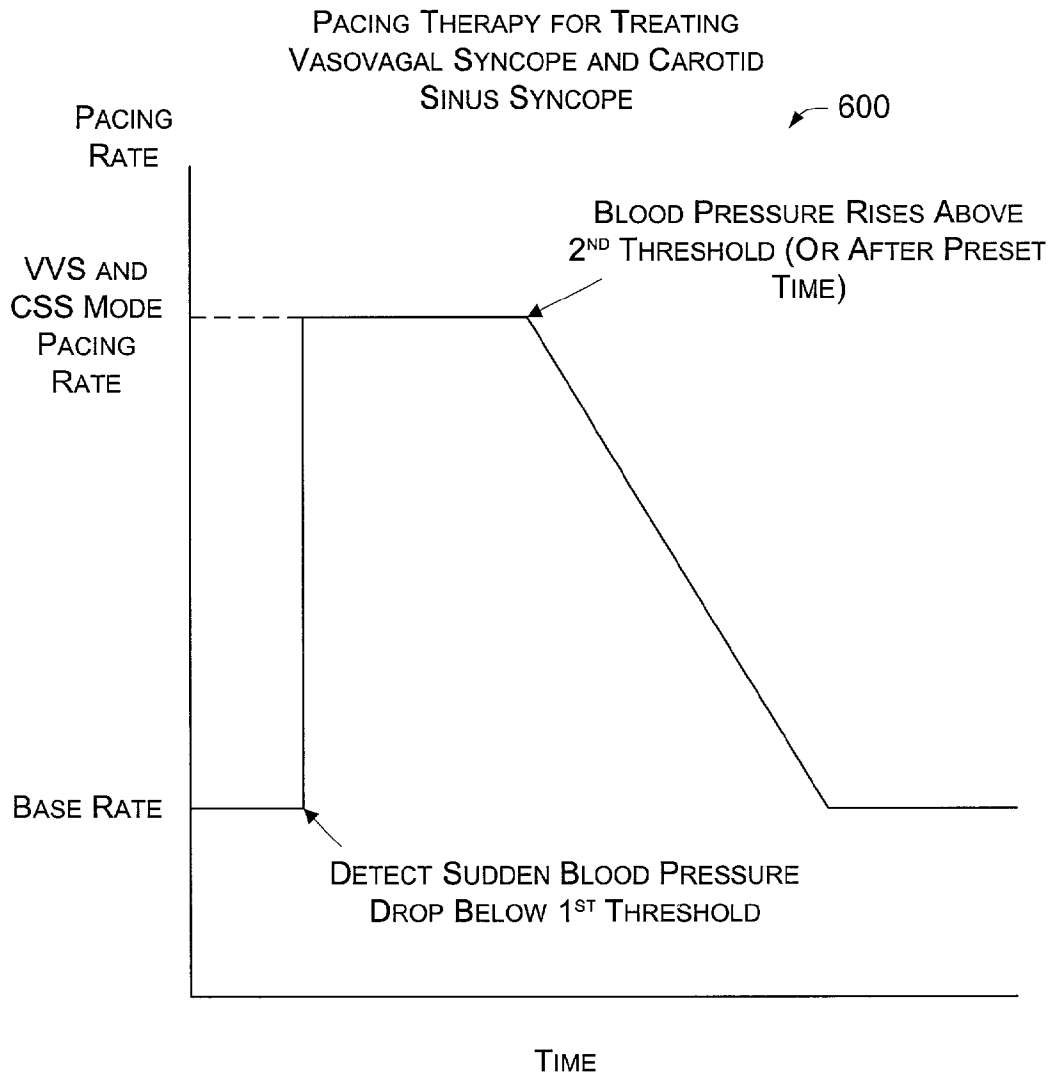 PACING THERAPY FOR TREATING
VASOVAGAL SYNCOPE AND CAROTID
SINUS SYNCOPE
600
PACING
RATE
BLOOD PRESSURE RISES ABOVE
2ND THRESHOLD (OR AFTER PRESET
TIME)
VVS AND
CSS MODE
PACING
RATE
BASE RATE
DETECT SUDDEN BLOOD PRESSURE
DROP BELOW 1ST THRESHOLD
TIME